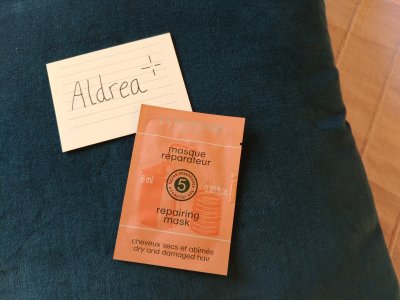 Aldrea
masque
réparateur
6 ml
5
0.20 fl.oz.
repairing
mask
cheveux secs et abîmés
dry and damaged hair